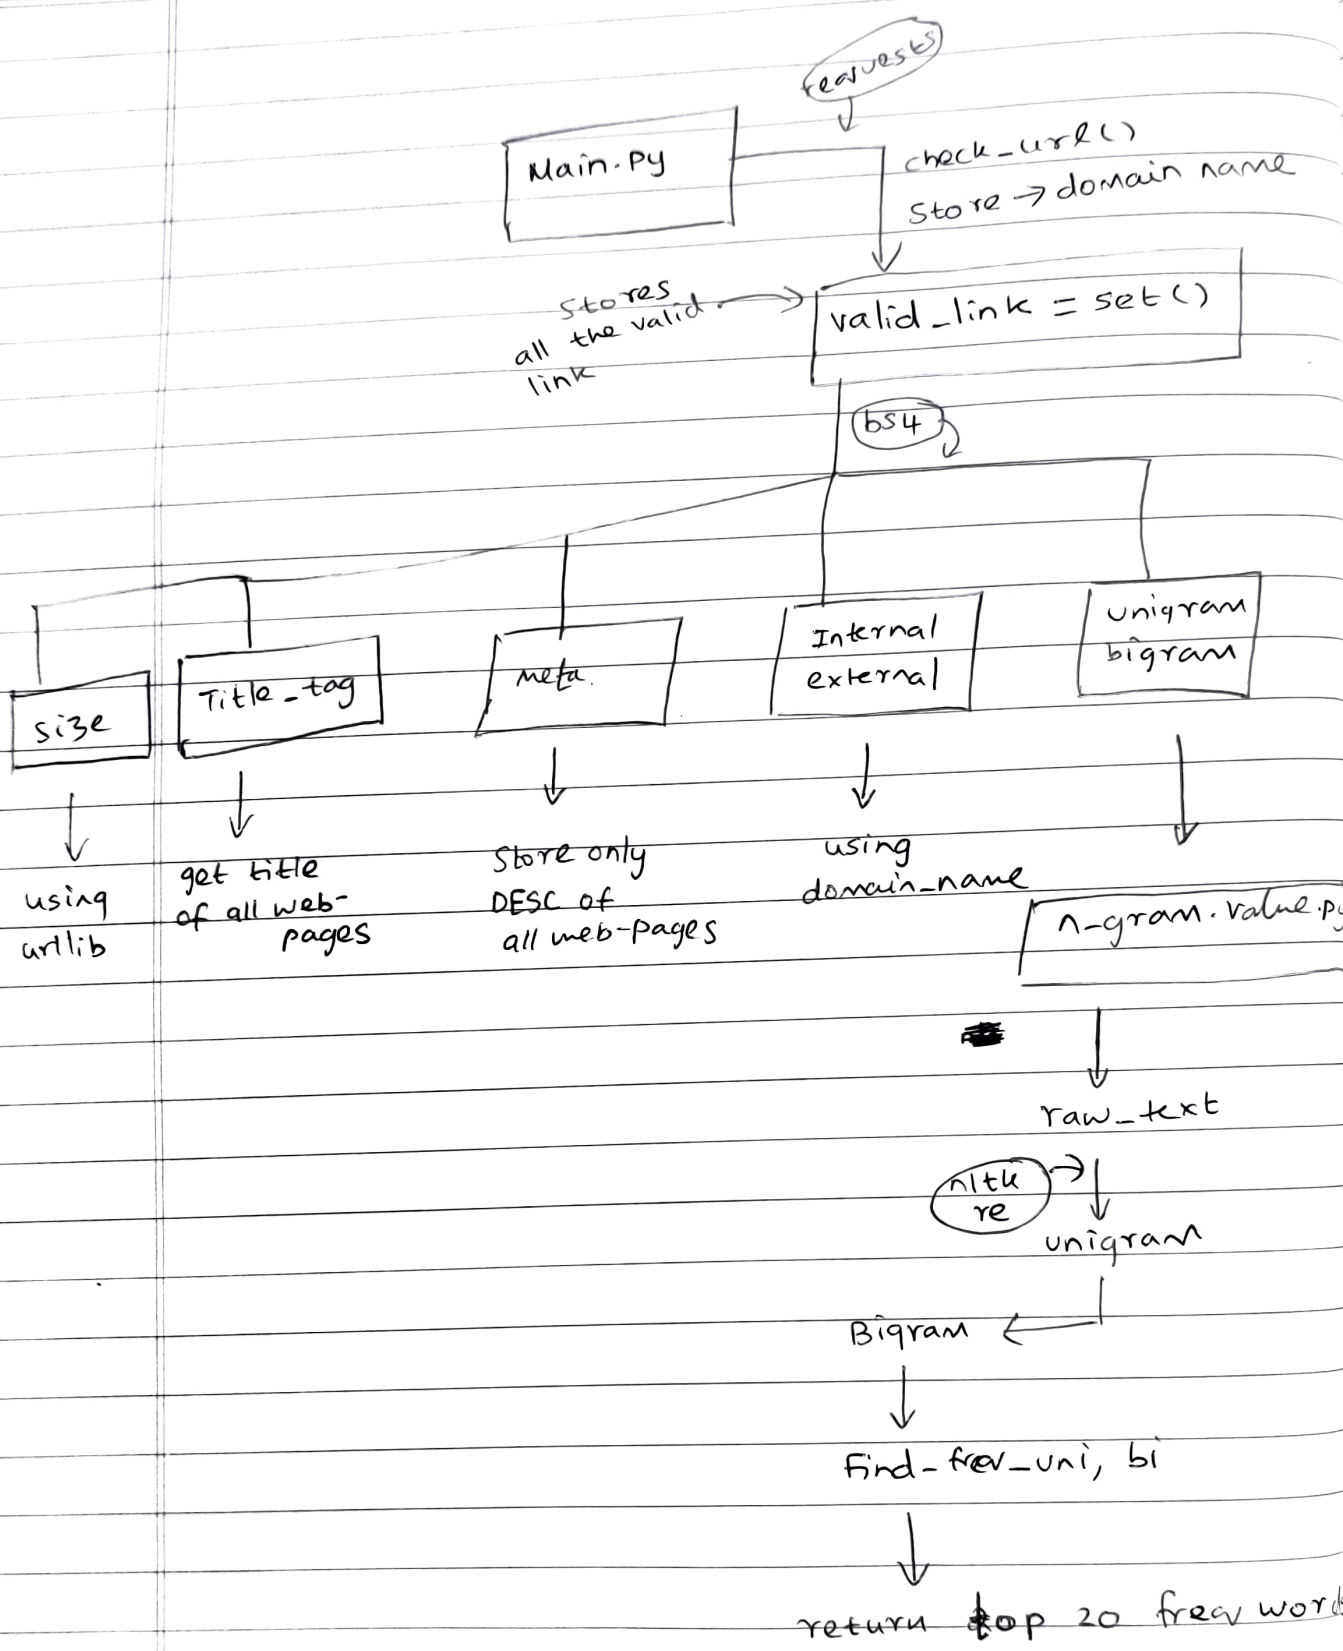 requests
Main.py
check_url()
Store → domain name
Stores
all the valid
link
valid_link = set()
bs4
size
Title_tag
meta.
Internal
external
unigram
bigram
using
urllib
get title
of all web-
pages
Store only
DESC of
all web-pages
using
domain_name
n-gram.value.py
raw_text
nltk
re
unigram
Bigram
Find_freq_uni, bi
return top 20 freq word